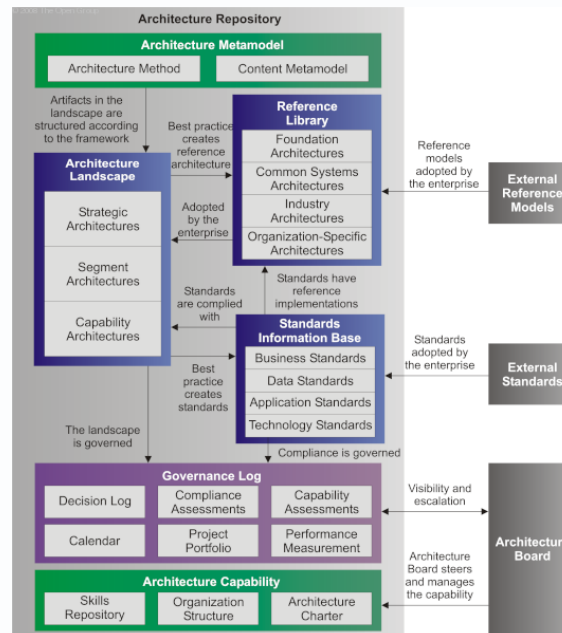 Architecture Repository
Architecture Metamodel
Architecture Method
Content Metamodel
Artifacts in the
landscape are
structured according
to the framework
Best practice
creates
reference
architecture
Reference
Library
Foundation
Architectures
Common Systems
Architectures
Industry
Architectures
Organization-Specific
Architectures
Reference
models
adopted by
the enterprise
External
Reference
Models
Architecture
Landscape
Strategic
Architectures
Segment
Architectures
Capability
Architectures
Adopted
by the
enterprise
Standards
are complied
with
Standards have
reference
implementations
Standards
Information Base
Business Standards
Data Standards
Application Standards
Technology Standards
Standards
adopted by
the enterprise
External
Standards
Best
practice
creates
standards
The landscape
is governed
Compliance is governed
Governance Log
Decision Log
Compliance
Assessments
Capability
Assessments
Calendar
Project
Portfolio
Performance
Measurement
Visibility and
escalation
Architecture
Board
Architecture
Board steers
and manages
the capability
Architecture Capability
Skills
Repository
Organization
Structure
Architecture
Charter